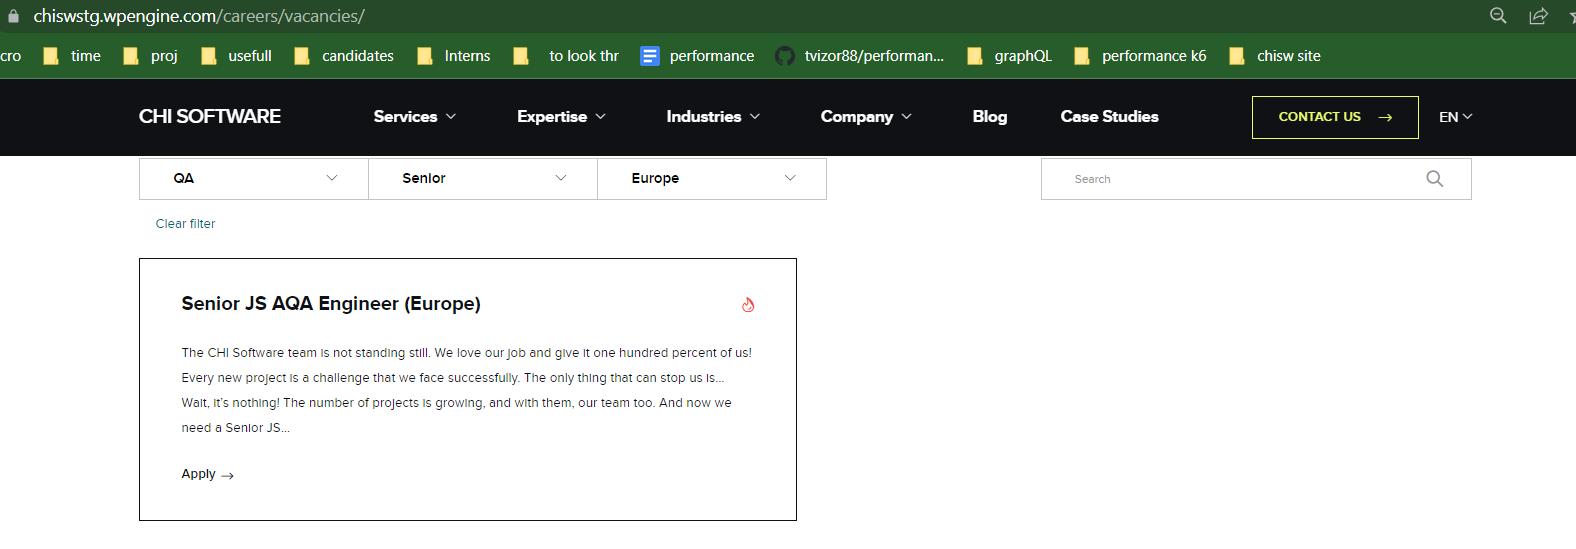 chiswstg.wpengine.com/careers/vacancies/
cro time proj usefull candidates Interns to look thr performance tvizor88/performan... graphQL performance k6 chisw site
CHI SOFTWARE Services Expertise Industries Company Blog Case Studies CONTACT US → EN
QA Senior Europe Search
Clear filter
Senior JS AQA Engineer (Europe)
The CHI Software team is not standing still. We love our job and give it one hundred percent of us!
Every new project is a challenge that we face successfully. The only thing that can stop us is…
Wait, it’s nothing! The number of projects is growing, and with them, our team too. And now we
need a Senior JS...
Apply →